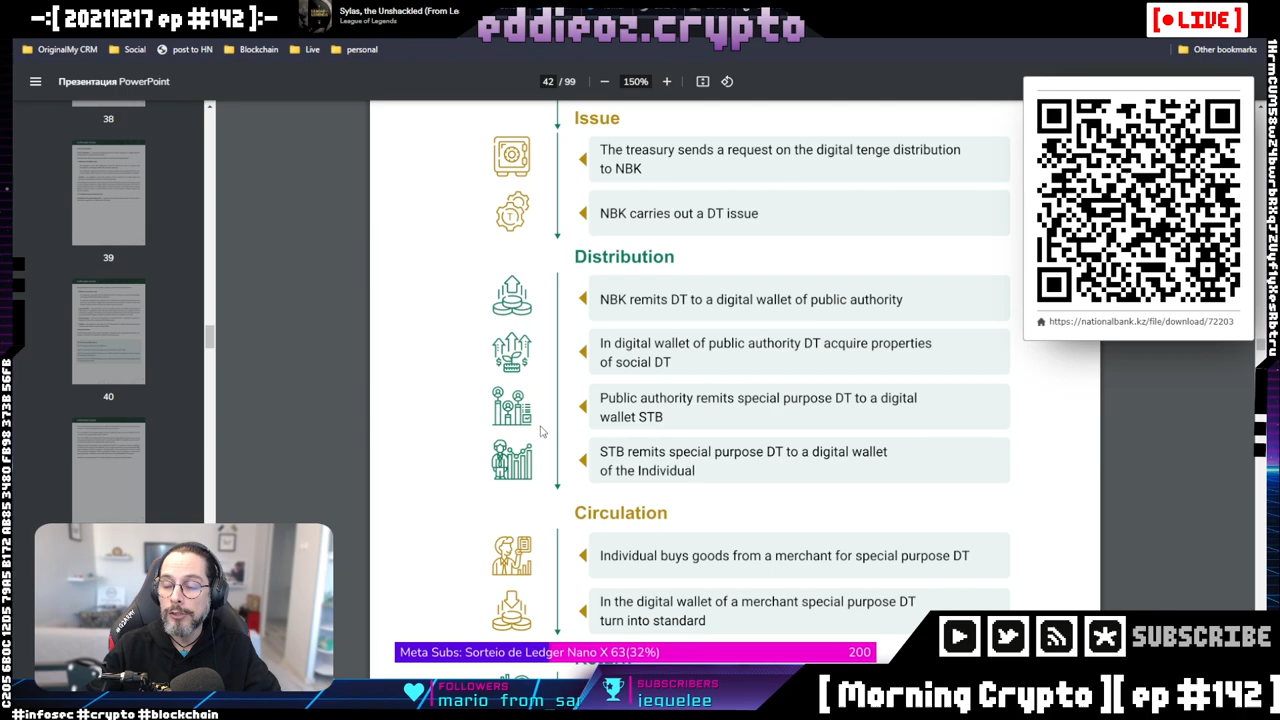 -:[ 20211217 ep #142 ]:-
Sylas, the Unshackled (From Le
League of Legends
eddieoz.crypto
[•LIVE]
OriginalMy CRM
Social
post to HN
Blockchain
Live
personal
Other bookmarks
Презентация PowerPoint
42 / 99
150%
38
39
40
Issue
The treasury sends a request on the digital tenge distribution
to NBK
NBK carries out a DT issue
Distribution
NBK remits DT to a digital wallet of public authority
In digital wallet of public authority DT acquire properties
of social DT
Public authority remits special purpose DT to a digital
wallet STB
STB remits special purpose DT to a digital wallet
of the Individual
Circulation
Individual buys goods from a merchant for special purpose DT
In the digital wallet of a merchant special purpose DT
turn into standard
https://nationalbank.kz/file/download/72203
Meta Subs: Sorteio de Ledger Nano X 63(32%)
200
SUBSCRIBE
FOLLOWERS
mario_from_sa
SUBSCRIBERS
jeguelee
[ Morning Crypto ][ ep #142 ]
#infosec #crypto #blockchain